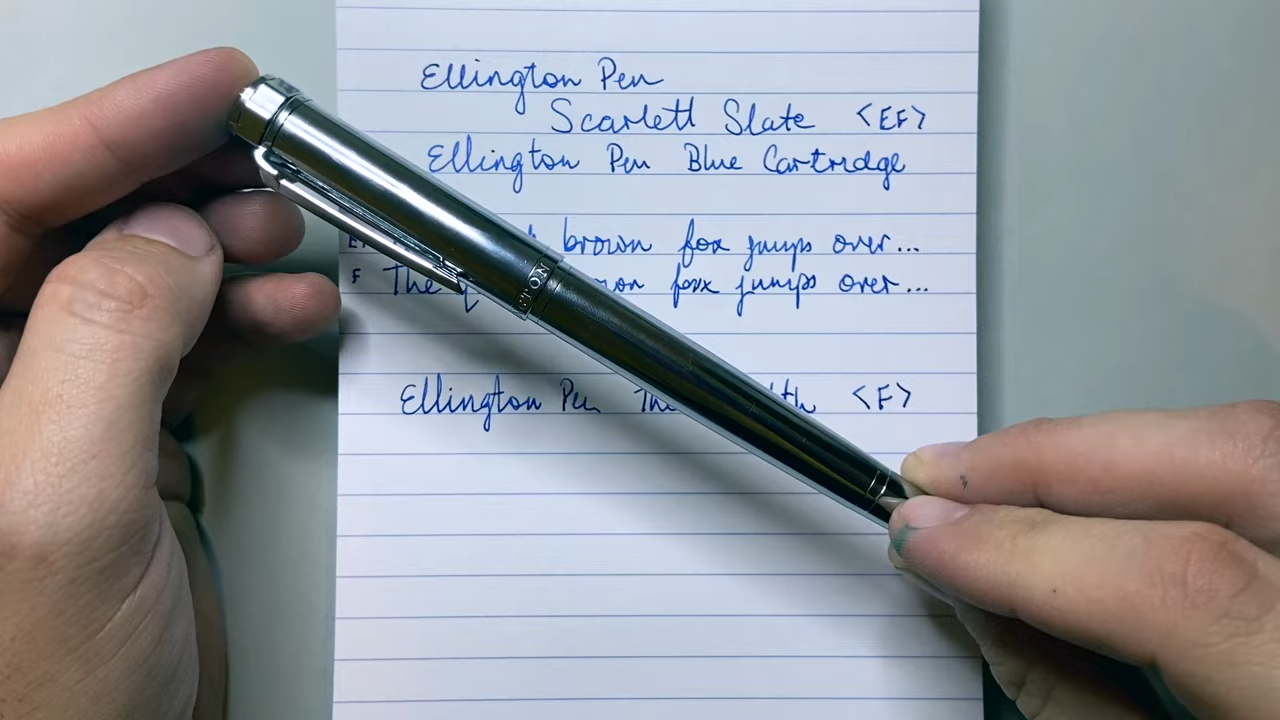 Ellington Pen
Scarlett Slate <EF>
Ellington Pen Blue Cartridge
brown fox jumps over...
F The fox jumps over...
Ellington Pen <F>